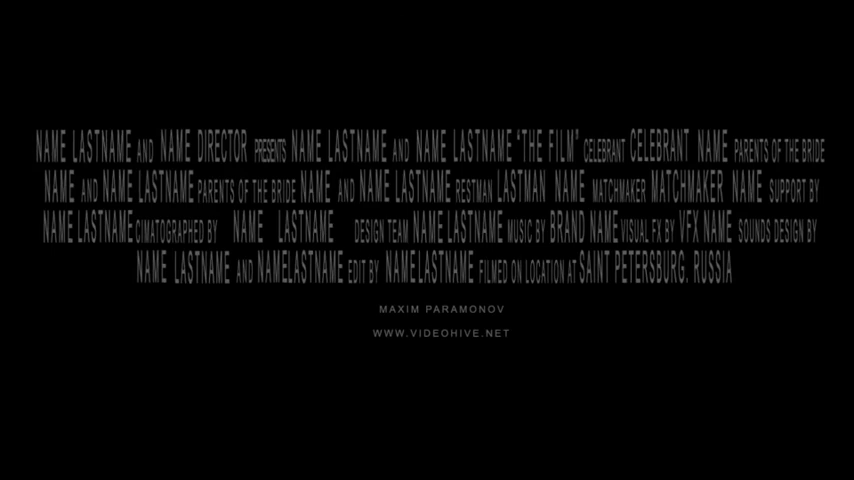 NAME LASTNAME AND NAME DIRECTOR PRESENTS NAME LASTNAME AND NAME LASTNAME "THE FILM" CELEBRANT CELEBRANT NAME PARENTS OF THE BRIDE
NAME AND NAME LASTNAME PARENTS OF THE BRIDE NAME AND NAME LASTNAME RESTMAN LASTMAN NAME MATCHMAKER MATCHMAKER NAME SUPPORT BY
NAME LASTNAME CIMATOGRAPHED BY NAME LASTNAME DESIGN TEAM NAME LASTNAME MUSIC BY BRAND NAME VISUAL FX BY VFX NAME SOUNDS DESIGN BY
NAME LASTNAME AND NAMELASTNAME EDIT BY NAME LASTNAME FILMED ON LOCATION AT SAINT PETERSBURG. RUSSIA
MAXIM PARAMONOV
WWW.VIDEOHIVE.NET